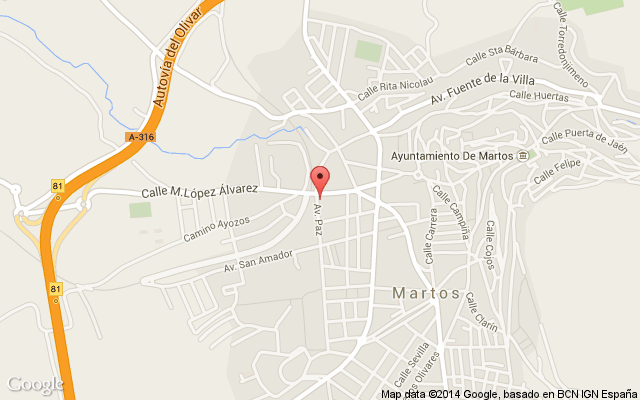 Autovía del Olivar
Calle Torredonjimeno
Calle Sta Bárbara
Calle Rita Nicolau
Av. Fuente de la Villa
Calle Huertas
A-316
Calle Puerta de Jaén
Ayuntamiento De Martos
Calle Felipe
81
Calle M.López Álvarez
Av. Paz
Camino Ayozos
Calle Carrera
Calle Campiña
Calle Cojos
Av. San Amador
81
Martos
Calle Clarín
Calle Sevilla
Olivares
Google
Map data ©2014 Google, basado en BCN IGN España